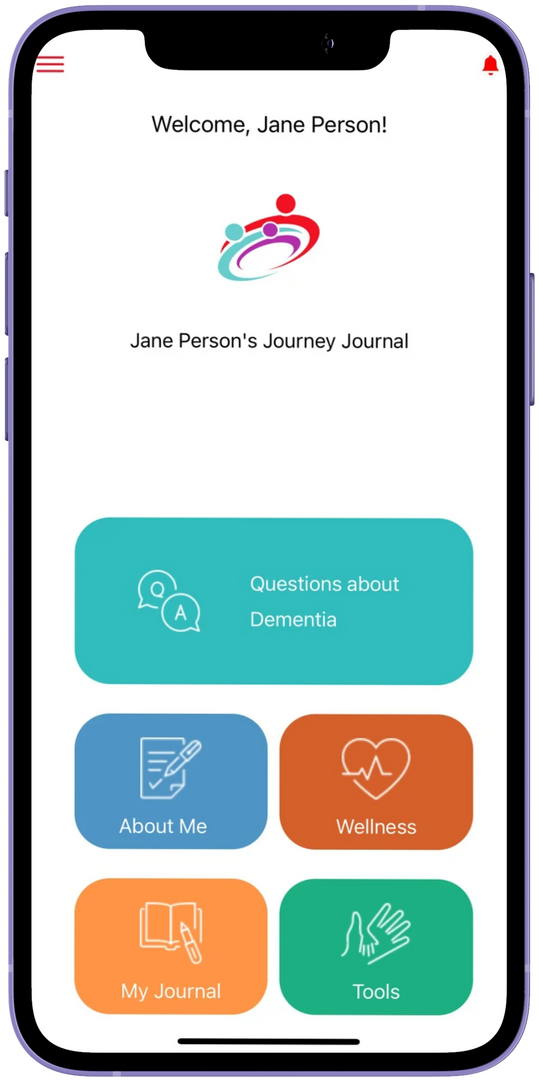 Welcome, Jane Person!
Jane Person's Journey Journal
Q
A
Questions about
Dementia
About Me
Wellness
My Journal
Tools